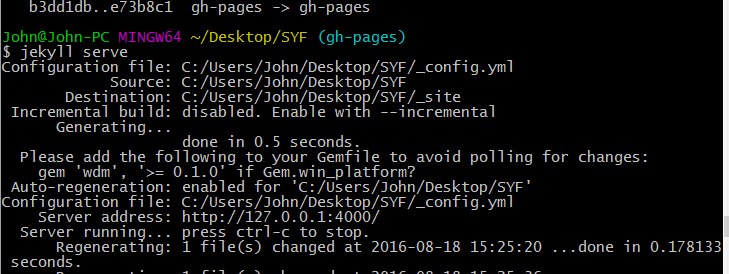 b3dd1db..e73b8c1 gh-pages -> gh-pages
John@John-PC MINGW64 ~/Desktop/SYF (gh-pages)
$ jekyll serve
Configuration file: C:/Users/John/Desktop/SYF/_config.yml
Source: C:/Users/John/Desktop/SYF
Destination: C:/Users/John/Desktop/SYF/_site
Incremental build: disabled. Enable with --incremental
Generating...
done in 0.5 seconds.
Please add the following to your Gemfile to avoid polling for changes:
gem 'wdm', '>= 0.1.0' if Gem.win_platform?
Auto-regeneration: enabled for 'C:/Users/John/Desktop/SYF'
Configuration file: C:/Users/John/Desktop/SYF/_config.yml
Server address: http://127.0.0.1:4000/
Server running... press ctrl-c to stop.
Regenerating: 1 file(s) changed at 2016-08-18 15:25:20 ...done in 0.178133
seconds.